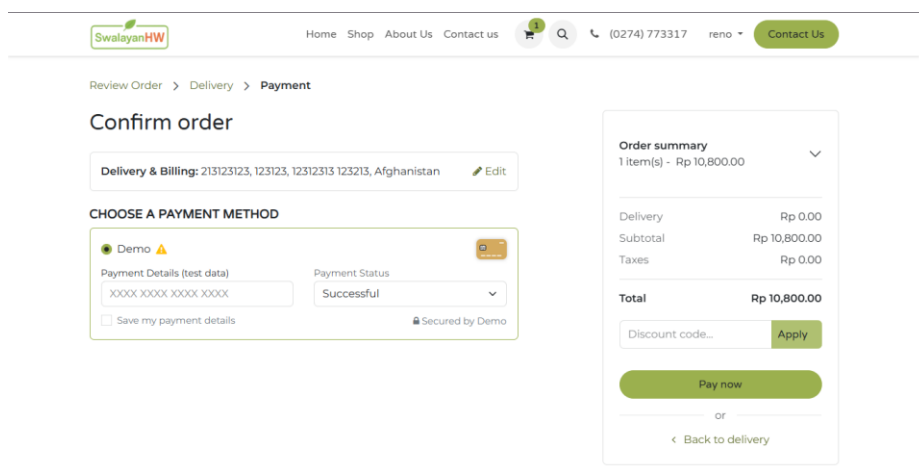 SwalayanHW
Home Shop About Us Contact us 1 (0274) 773317 reno Contact Us
Review Order > Delivery > Payment
Confirm order
Delivery & Billing: 213123123, 123123, 12312313 123213, Afghanistan Edit
CHOOSE A PAYMENT METHOD
Demo
Payment Details (test data) Payment Status
XXXX XXXX XXXX XXXX Successful
Save my payment details Secured by Demo
Order summary
1 item(s) - Rp 10,800.00
Delivery Rp 0.00
Subtotal Rp 10,800.00
Taxes Rp 0.00
Total Rp 10,800.00
Discount code... Apply
Pay now
or
< Back to delivery